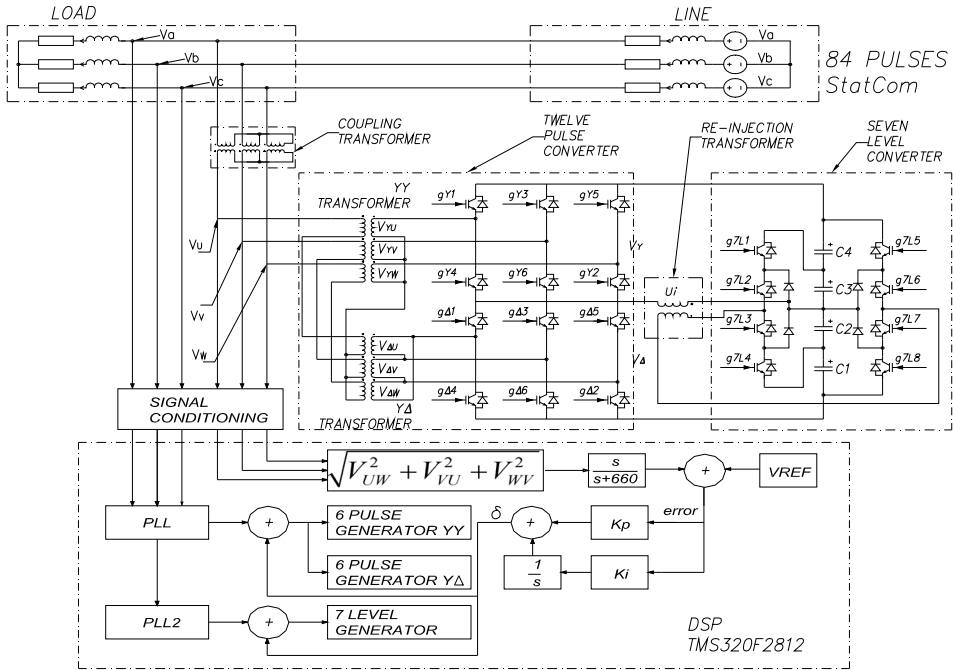 LOAD
LINE
Va
Vb
Vc
Va
Vb
Vc
+ -
+ -
+ -
84 PULSES
StatCom
COUPLING
TRANSFORMER
TWELVE
PULSE
CONVERTER
RE-INJECTION
TRANSFORMER
SEVEN
LEVEL
CONVERTER
YY
TRANSFORMER
gY1
gY3
gY5
VYU
VYV
VYW
Vu
Vv
Vw
VY
gY4
gY6
gY2
gΔ1
gΔ3
gΔ5
Ui
VΔ
VΔU
VΔV
VΔW
YΔ
TRANSFORMER
gΔ4
gΔ6
gΔ2
g7L1
g7L2
g7L3
g7L4
+
C4
+
C3
+
C2
+
C1
g7L5
g7L6
g7L7
g7L8
SIGNAL
CONDITIONING
√V²UW + V²VU + V²WV
s
s+660
+
VREF
error
PLL
+
6 PULSE
GENERATOR YY
δ
+
Kp
6 PULSE
GENERATOR YΔ
1
s
Ki
PLL2
+
7 LEVEL
GENERATOR
DSP
TMS320F2812